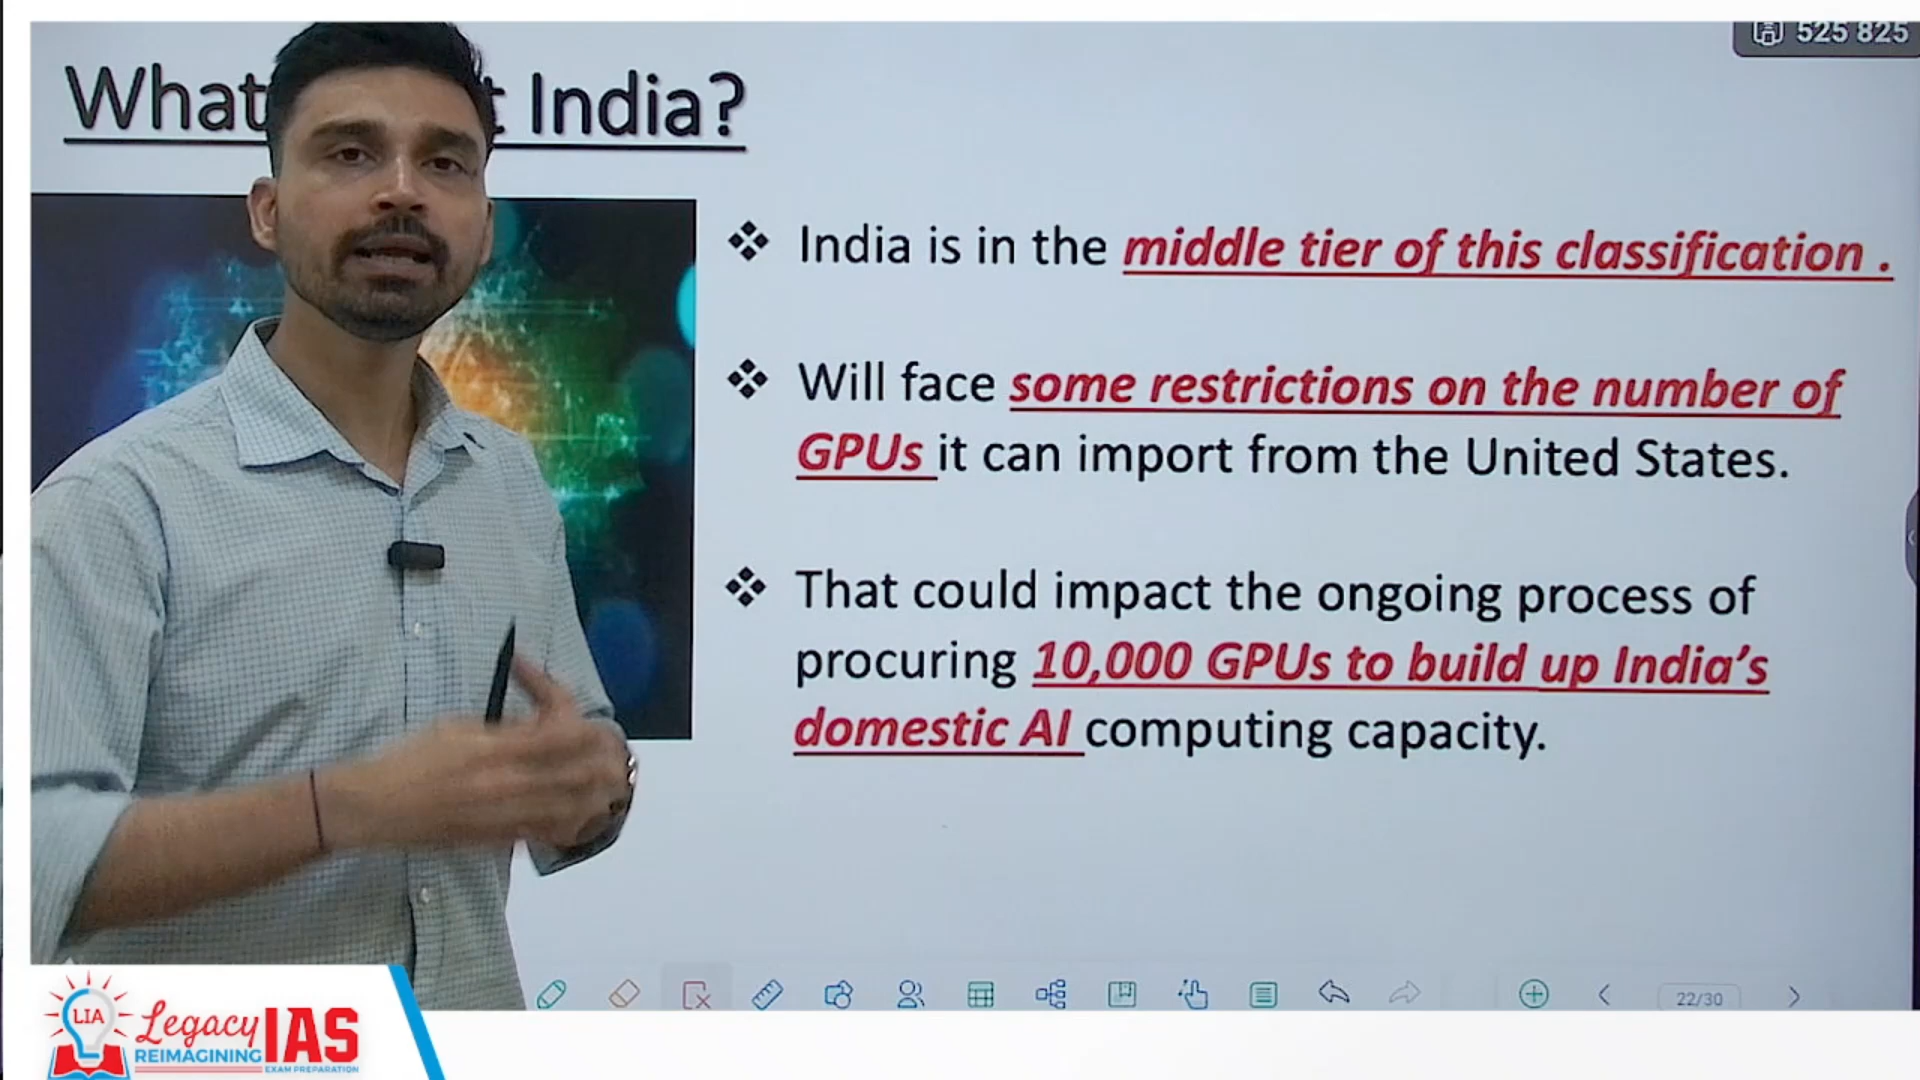 525 825
What t India?
❖ India is in the middle tier of this classification .
❖ Will face some restrictions on the number of
GPUs it can import from the United States.
❖ That could impact the ongoing process of
procuring 10,000 GPUs to build up India's
domestic AI computing capacity.
22/30
LIA
Legacy IAS
REIMAGINING
EXAM PREPARATION